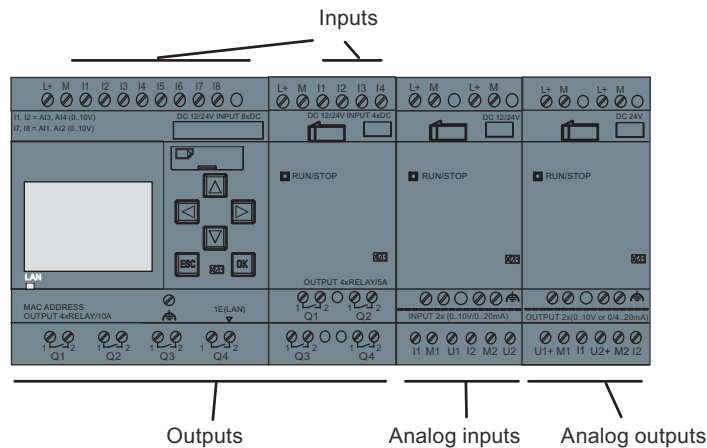 Inputs
L+ M I1 I2 I3 I4 I5 I6 I7 I8
L+ M I1 I2 I3 I4
L+ M L+ M
L+ M L+ M
I1, I2 = AI3, AI4 (0..10V)
I7, I8 = AI1, AI2 (0..10V)
DC 12/24V INPUT 8xDC
DC 12/24V INPUT 4xDC
DC 12/24V
DC 24V
RUN/STOP
RUN/STOP
RUN/STOP
ESC
OK
LAN
MAC ADDRESS
OUTPUT 4xRELAY/10A
1E(LAN)
OUTPUT 4xRELAY/5A
1 2 1 2
Q1 Q2
INPUT 2x (0..10V/0..20mA)
OUTPUT 2x(0..10V or 0/4..20mA)
1 2 1 2 1 2 1 2
Q1 Q2 Q3 Q4
1 2 1 2
Q3 Q4
I1 M1 U1 I2 M2 U2
U1+ M1 I1 U2+ M2 I2
Outputs
Analog inputs
Analog outputs